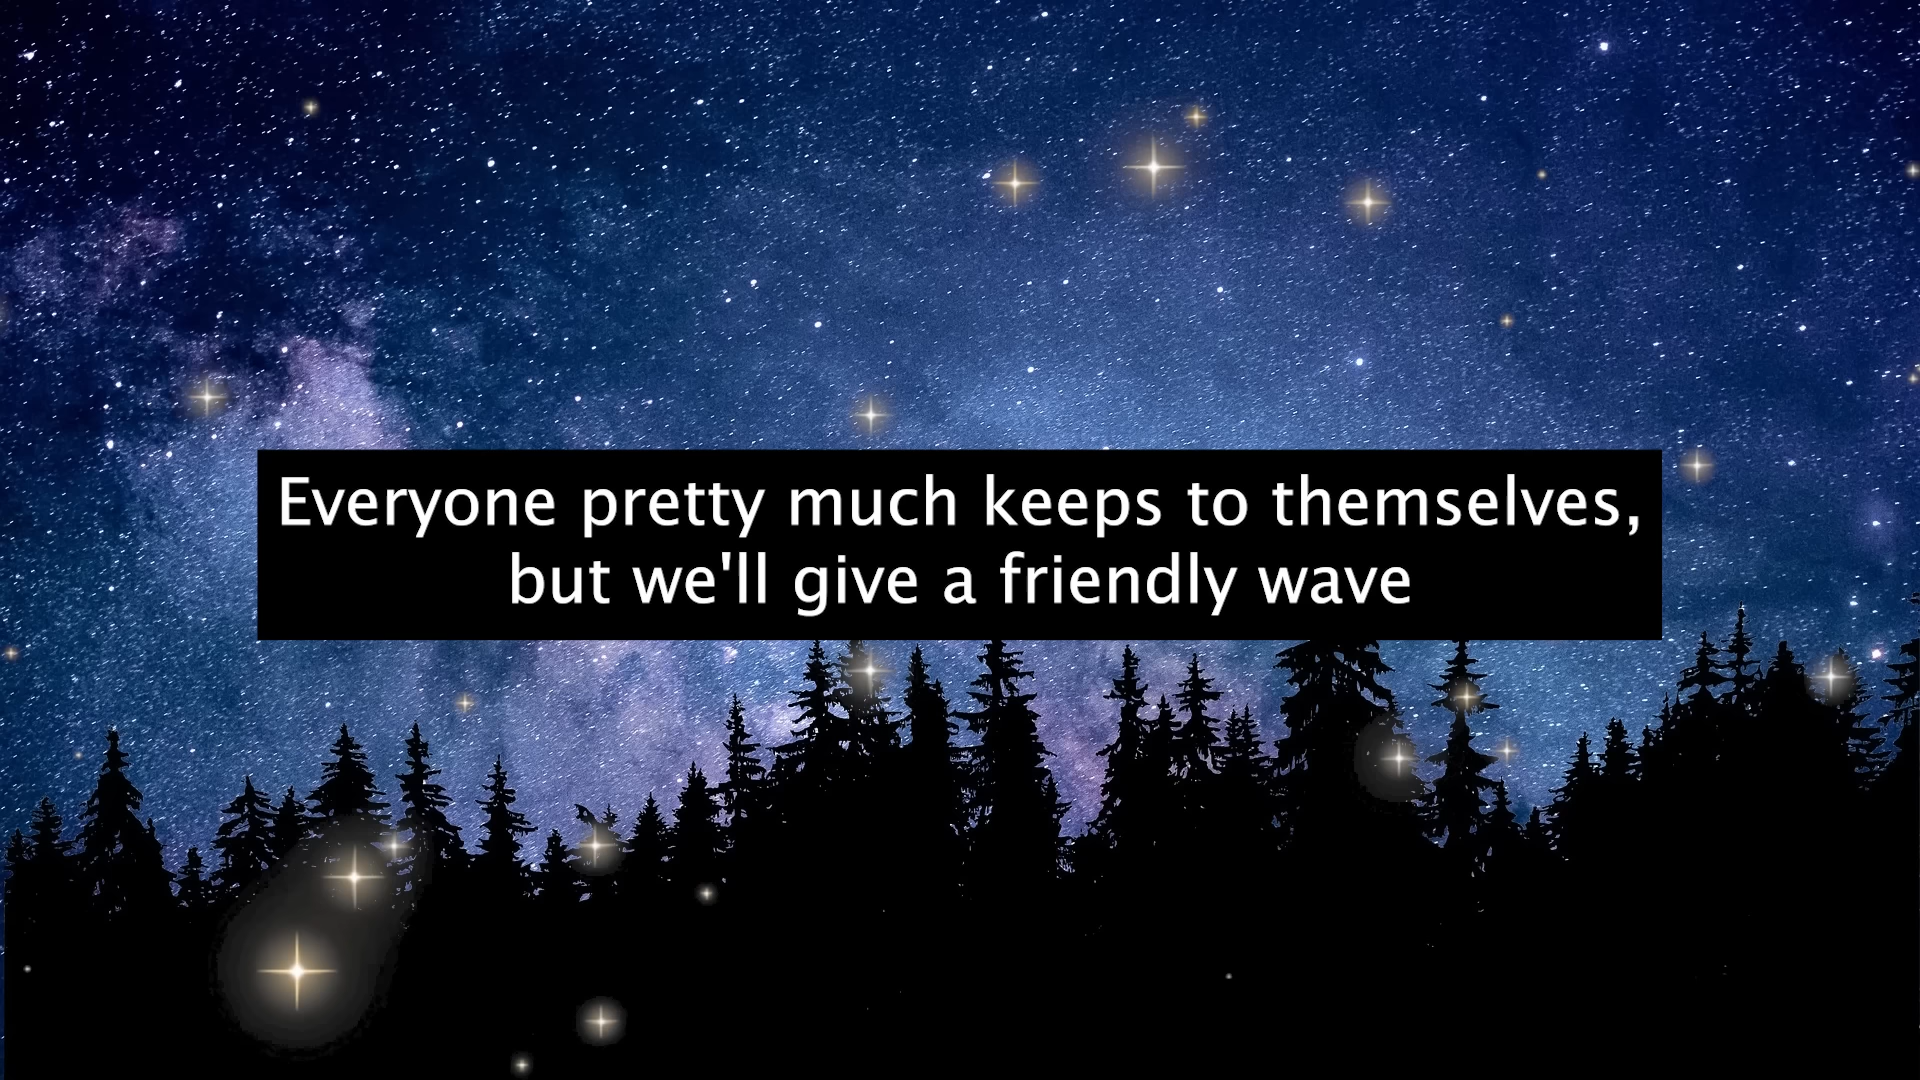 Everyone pretty much keeps to themselves,
but we'll give a friendly wave